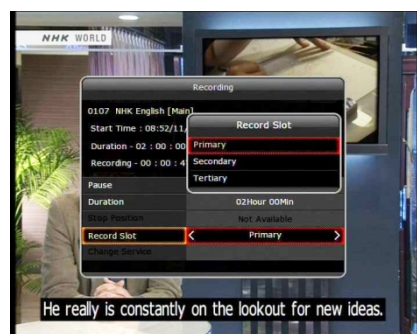 NHK WORLD
Recording
0107 NHK English [Main]
Start Time : 08:52/11/
Duration - 02 : 00 : 00
Recording - 00 : 00 : 4
Record Slot
Primary
Secondary
Tertiary
Pause
Duration 02Hour 00Min
Stop Position Not Available
Record Slot Primary
Change Service
He really is constantly on the lookout for new ideas.